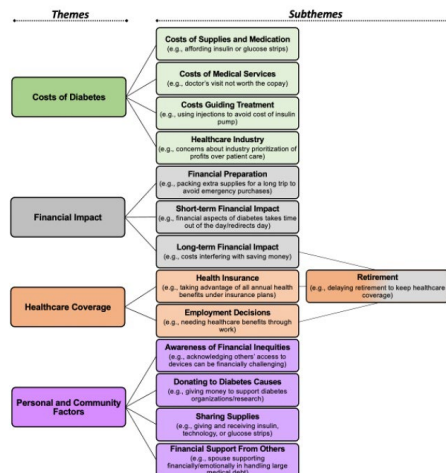 Themes
Subthemes
Costs of Diabetes
Costs of Supplies and Medication
(e.g., affording insulin or glucose strips)
Costs of Medical Services
(e.g., doctor's visit not worth the copay)
Costs Guiding Treatment
(e.g., using injections to avoid cost of insulin
pump)
Healthcare Industry
(e.g., concerns about industry prioritization of
profits over patient care)
Financial Impact
Financial Preparation
(e.g., packing extra supplies for a long trip to
avoid emergency purchases)
Short-term Financial Impact
(e.g., financial aspects of diabetes takes time
out of the day/redirects day)
Long-term Financial Impact
(e.g., costs interfering with saving money)
Healthcare Coverage
Health Insurance
(e.g., taking advantage of all annual health
benefits under insurance plans)
Employment Decisions
(e.g., needing healthcare benefits through
work)
Retirement
(e.g., delaying retirement to keep healthcare
coverage)
Personal and Community
Factors
Awareness of Financial Inequities
(e.g., acknowledging others' access to
devices can be financially challenging)
Donating to Diabetes Causes
(e.g., giving money to support diabetes
organizations/research)
Sharing Supplies
(e.g., giving and receiving insulin,
technology, or glucose strips)
Financial Support From Others
(e.g., spouse supporting
financially/emotionally in handling large
medical debt)